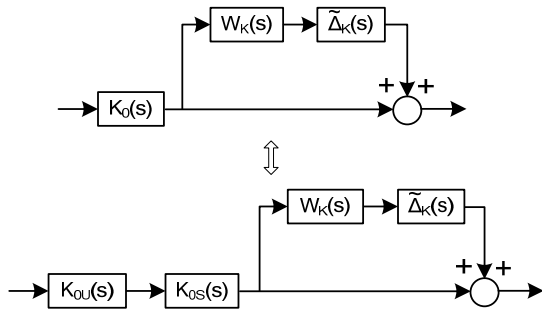 W_K(s) Δ̃_K(s)
+ +
K_0(s)
W_K(s) Δ̃_K(s)
+ +
K_0U(s) K_0S(s)